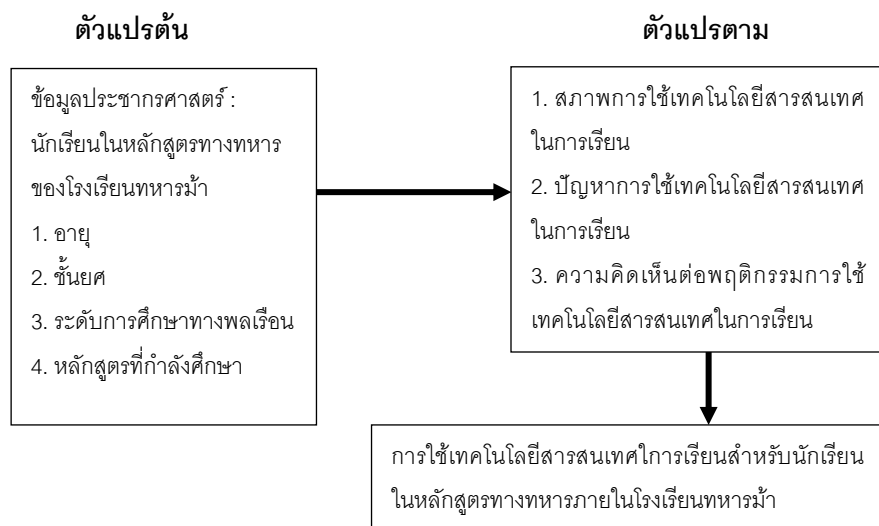 ตัวแปรต้น
ข้อมูลประชากรศาสตร์ :
นักเรียนในหลักสูตรทางทหาร
ของโรงเรียนทหารม้า
1. อายุ
2. ชั้นยศ
3. ระดับการศึกษาทางพลเรือน
4. หลักสูตรที่กำลังศึกษา
ตัวแปรตาม
1. สภาพการใช้เทคโนโลยีสารสนเทศ
ในการเรียน
2. ปัญหาการใช้เทคโนโลยีสารสนเทศ
ในการเรียน
3. ความคิดเห็นต่อพฤติกรรมการใช้
เทคโนโลยีสารสนเทศในการเรียน
การใช้เทคโนโลยีสารสนเทศใการเรียนสำหรับนักเรียน
ในหลักสูตรทางทหารภายในโรงเรียนทหารม้า